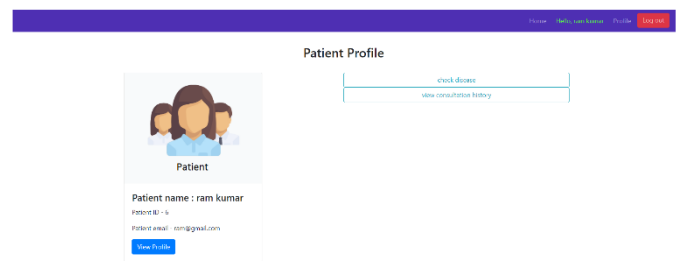 Home Hello, ram kumar Profile Log out
Patient Profile
check disease
view consultation history
Patient
Patient name : ram kumar
Patient ID -
Patient email - ram@gmail.com
View Profile